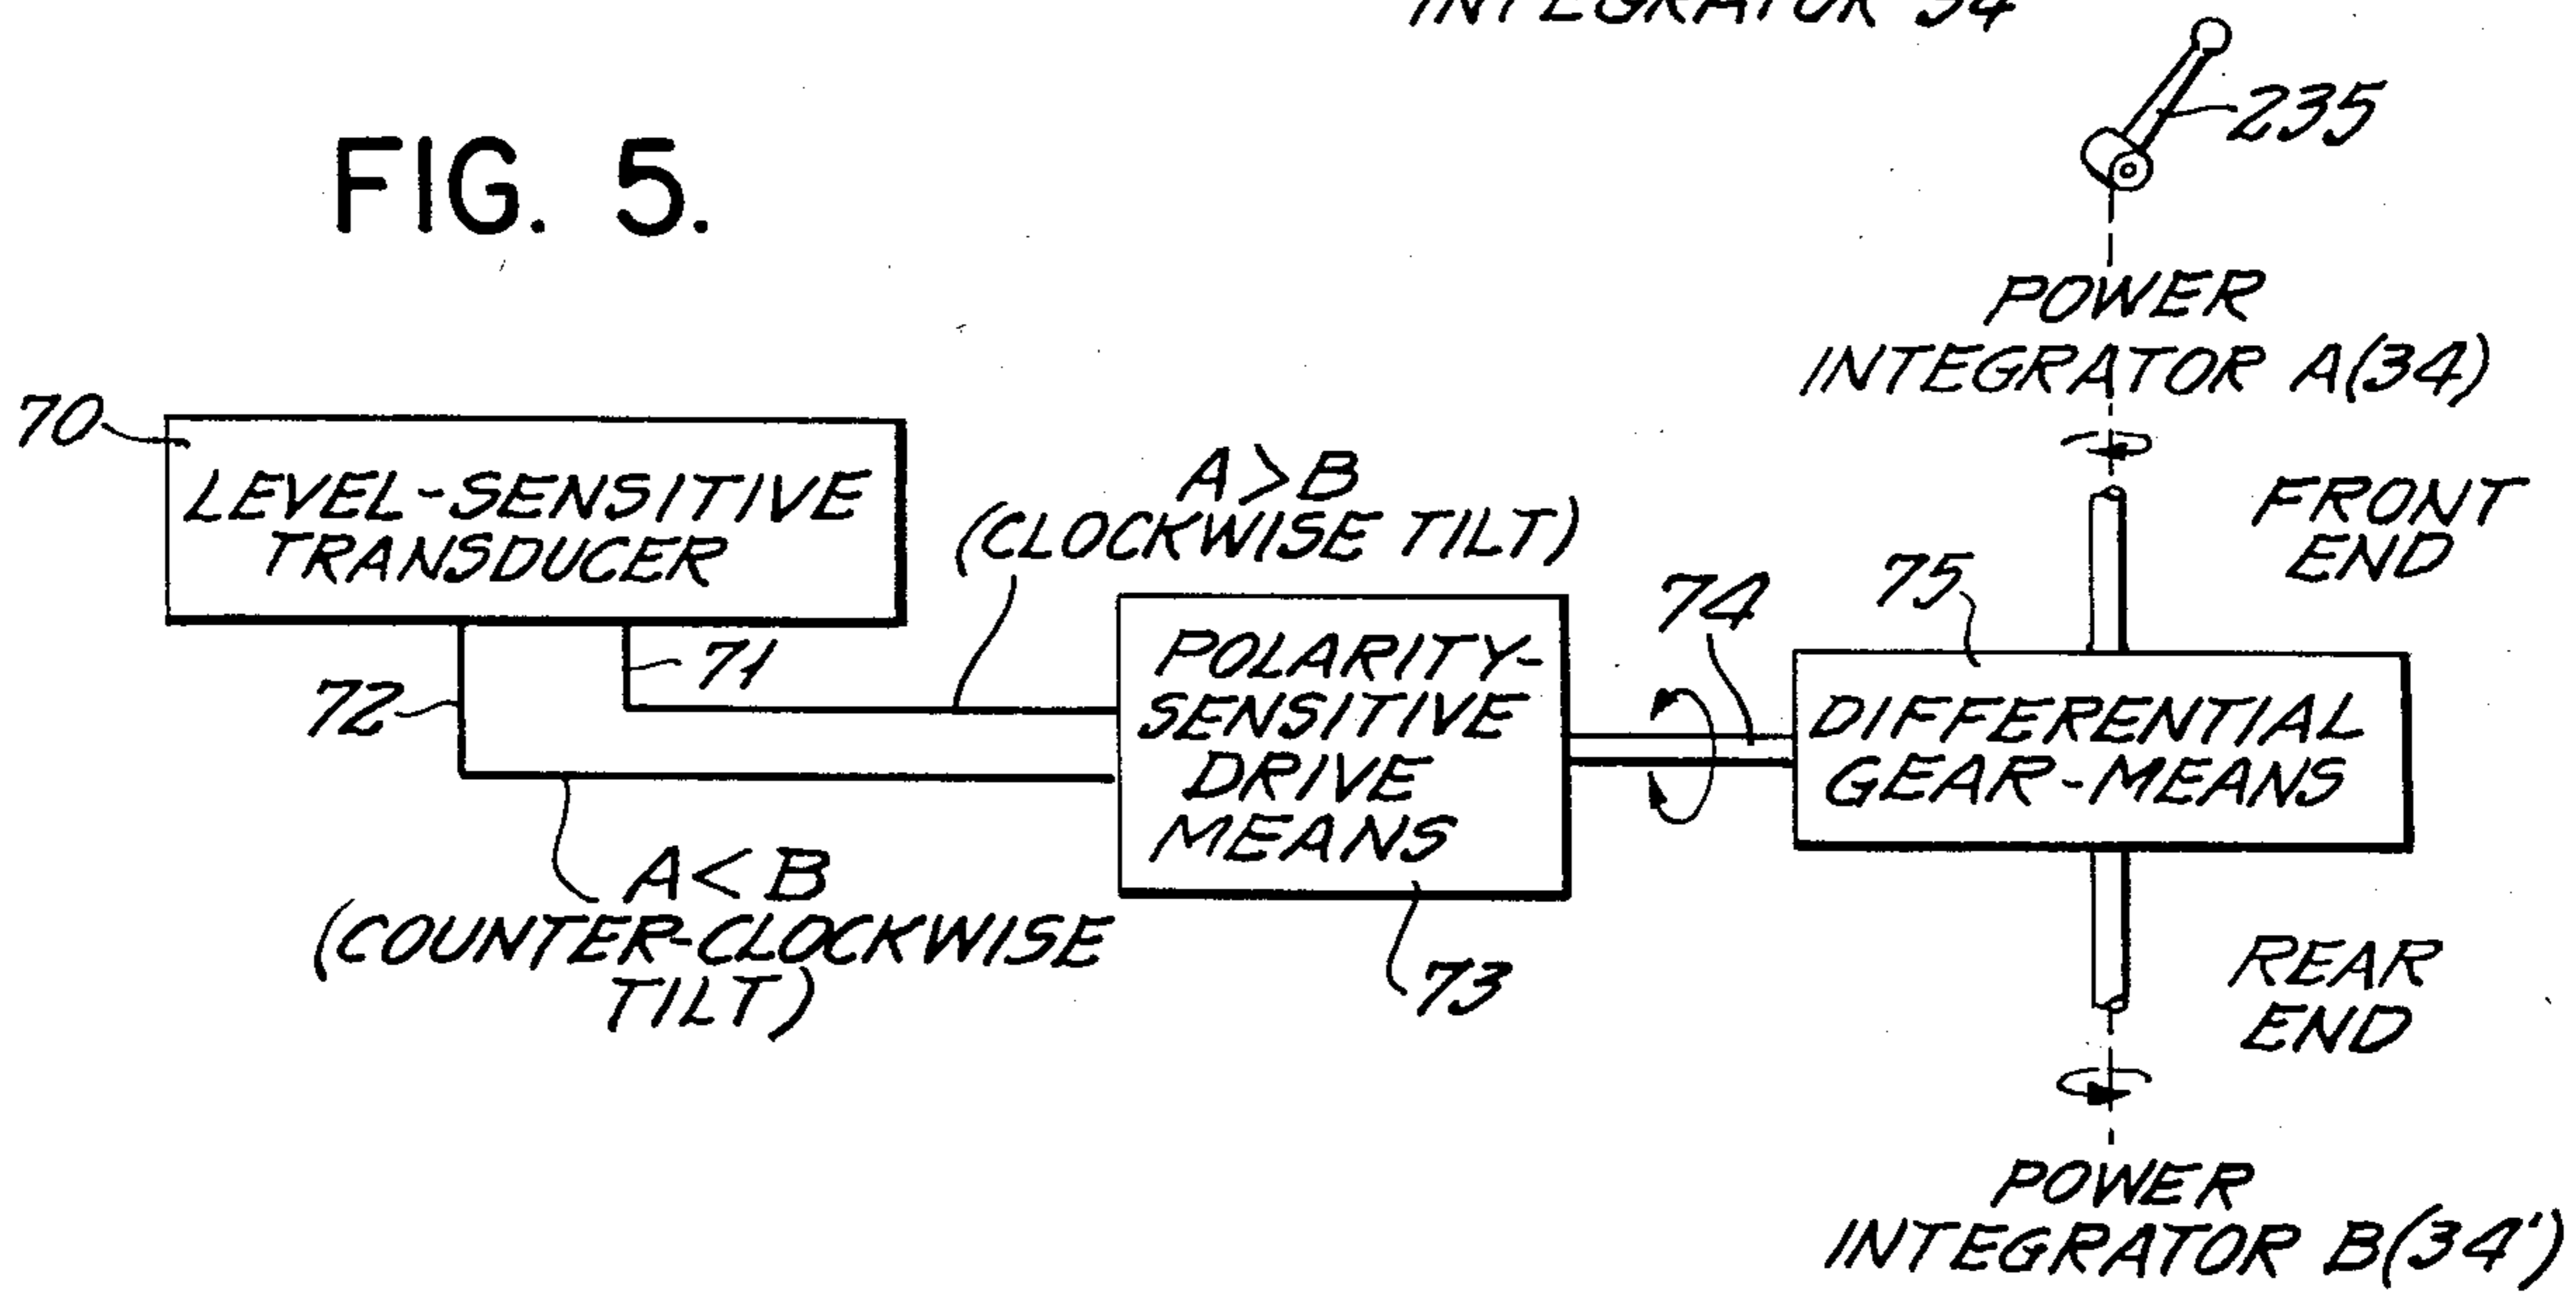 INTEGRATOR 34
235
FIG. 5.
POWER
INTEGRATOR A(34)
70
LEVEL-SENSITIVE
TRANSDUCER
A>B
(CLOCKWISE TILT)
FRONT
END
75
74
71
72
POLARITY-
SENSITIVE
DRIVE
MEANS
DIFFERENTIAL
GEAR-MEANS
A<B
(COUNTER-CLOCKWISE
TILT)
73
REAR
END
POWER
INTEGRATOR B(34')